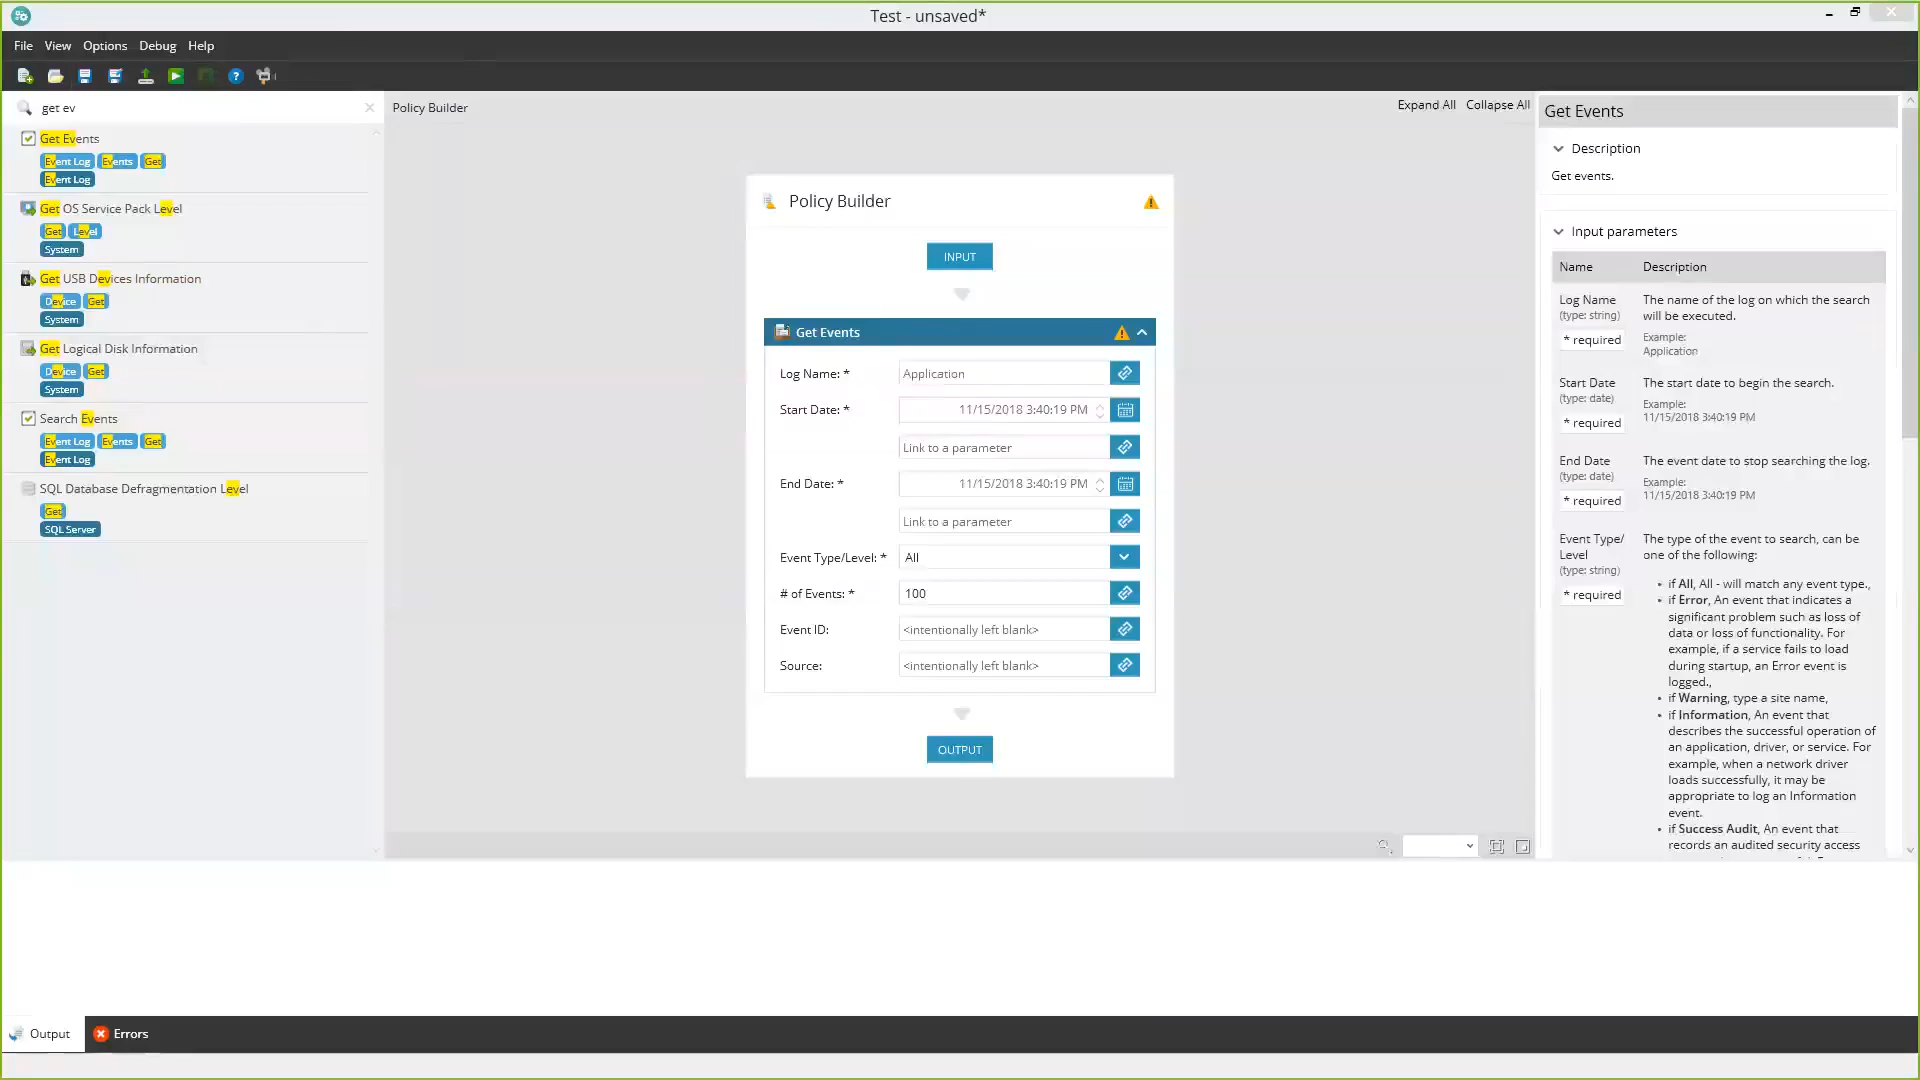 Test - unsaved*
File View Options Debug Help
get ev
Get Events
Event Log Events Get
Event Log
Get OS Service Pack Level
Get Level
System
Get USB Devices Information
Device Get
System
Get Logical Disk Information
Device Get
System
Search Events
Event Log Events Get
Event Log
SQL Database Defragmentation Level
Get
SQL Server
Policy Builder
Expand All Collapse All
Policy Builder
INPUT
Get Events
Log Name: * Application
Start Date: * 11/15/2018 3:40:19 PM
Link to a parameter
End Date: * 11/15/2018 3:40:19 PM
Link to a parameter
Event Type/Level: * All
# of Events: * 100
Event ID: <intentionally left blank>
Source: <intentionally left blank>
OUTPUT
Get Events
Description
Get events.
Input parameters
Name Description
Log Name
(type: string)
* required
The name of the log on which the search
will be executed.
Example:
Application
Start Date
(type: date)
* required
The start date to begin the search.
Example:
11/15/2018 3:40:19 PM
End Date
(type: date)
* required
The event date to stop searching the log.
Example:
11/15/2018 3:40:19 PM
Event Type/
Level
(type: string)
* required
The type of the event to search, can be
one of the following:
• if All, All - will match any event type.,
• if Error, An event that indicates a
significant problem such as loss of
data or loss of functionality. For
example, if a service fails to load
during startup, an Error event is
logged.,
• if Warning, type a site name,
• if Information, An event that
describes the successful operation of
an application, driver, or service. For
example, when a network driver
loads successfully, it may be
appropriate to log an Information
event.
• if Success Audit, An event that
records an audited security access
Output Errors